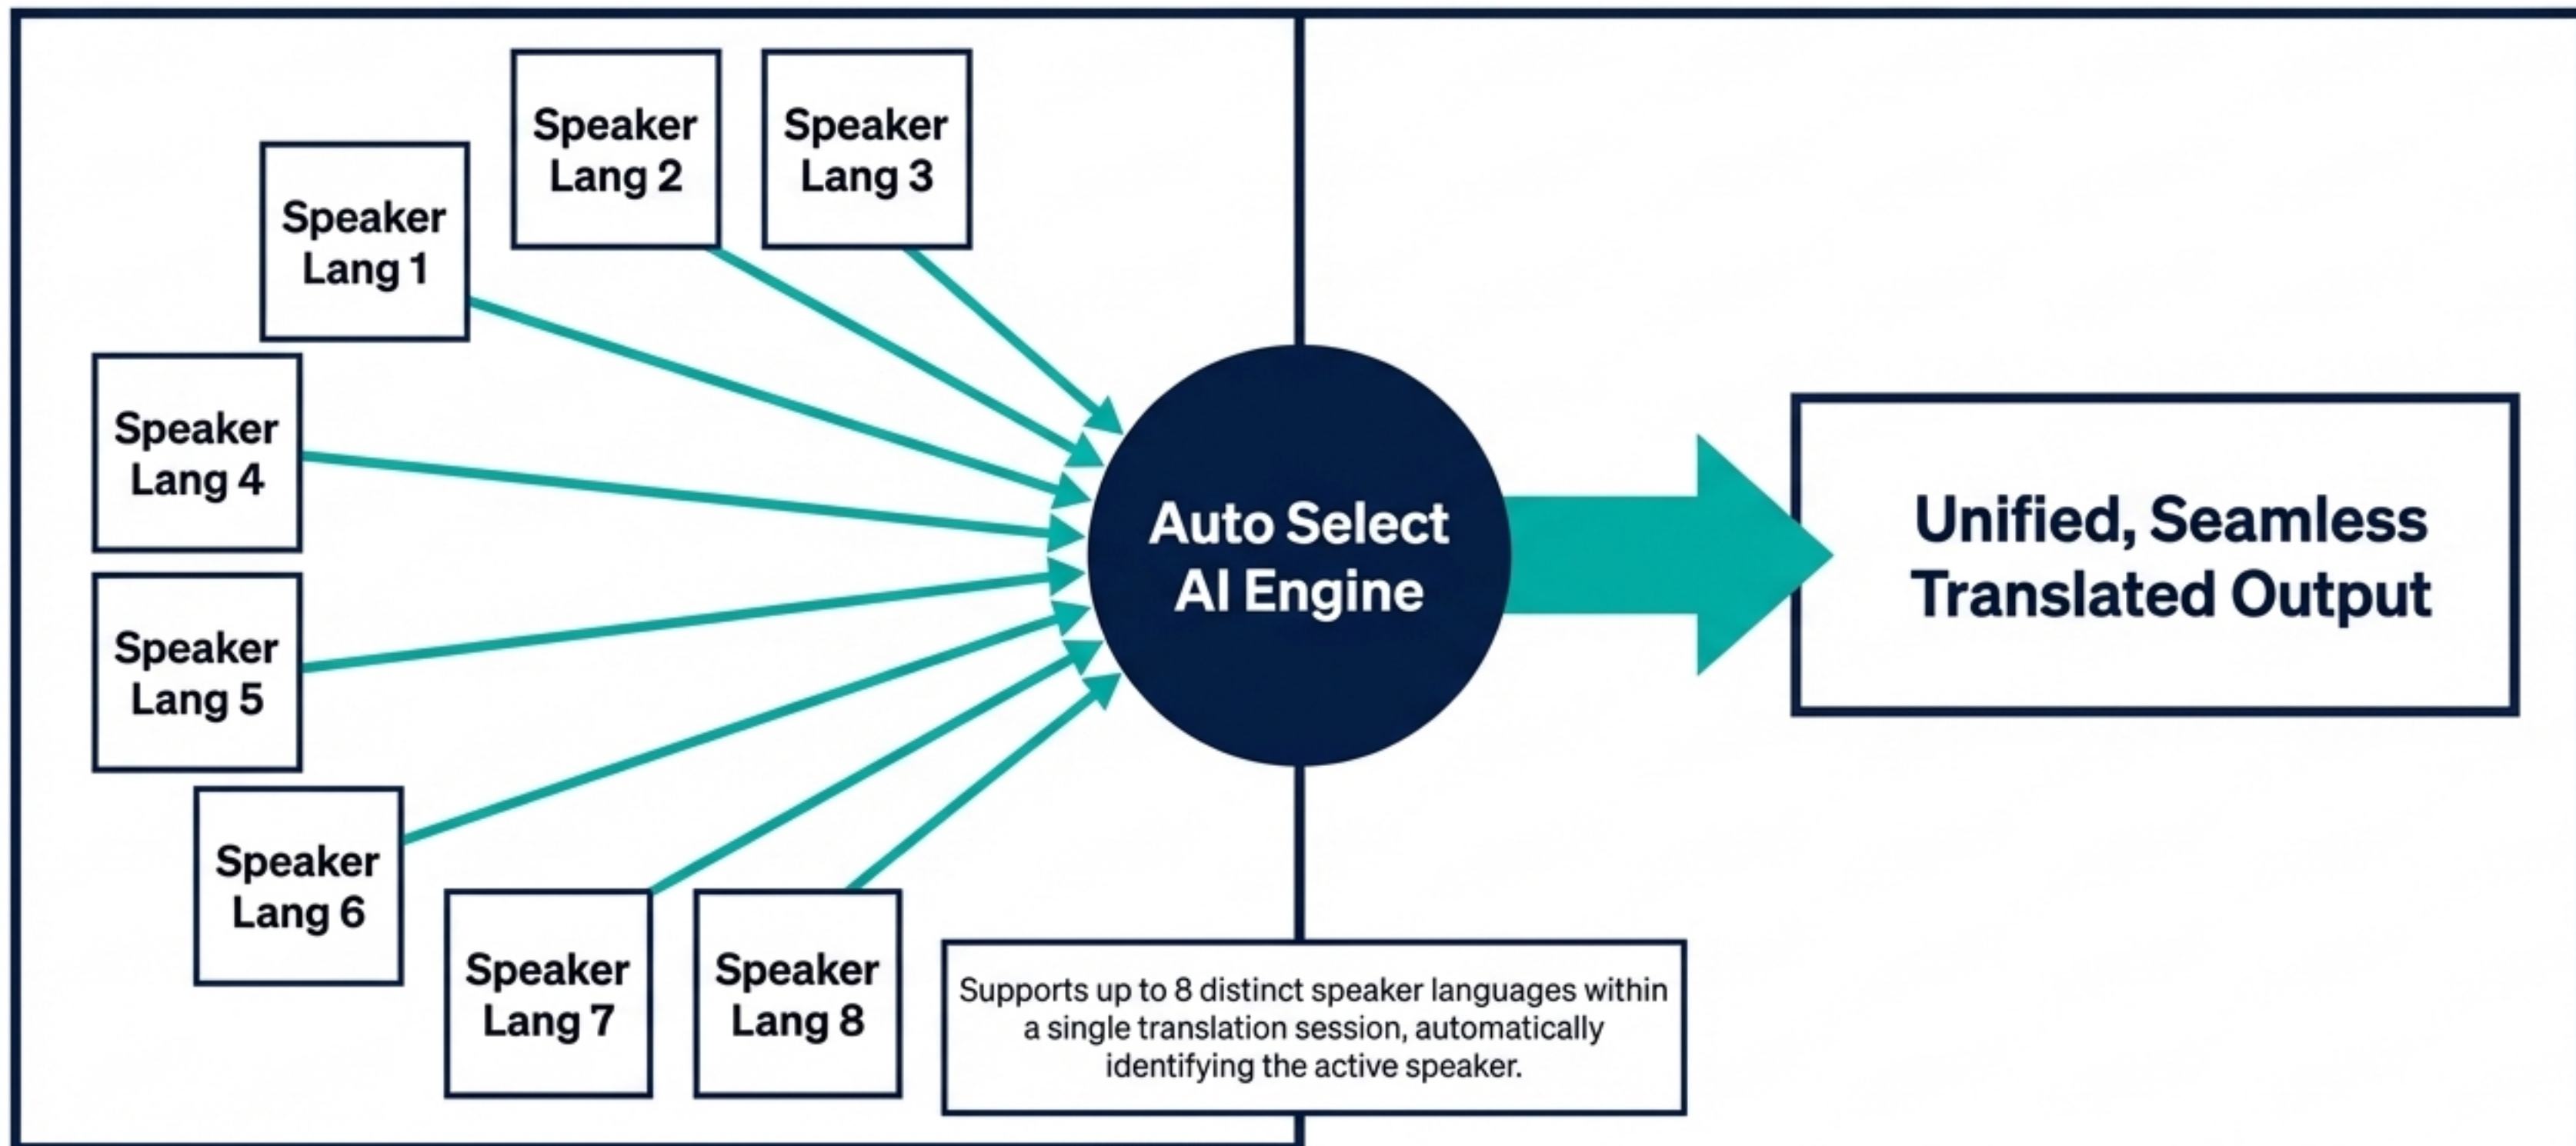 Speaker
Lang 1
Speaker
Lang 2
Speaker
Lang 3
Speaker
Lang 4
Speaker
Lang 5
Speaker
Lang 6
Speaker
Lang 7
Speaker
Lang 8
Auto Select
AI Engine
Unified, Seamless
Translated Output
Supports up to 8 distinct speaker languages within
a single translation session, automatically
identifying the active speaker.